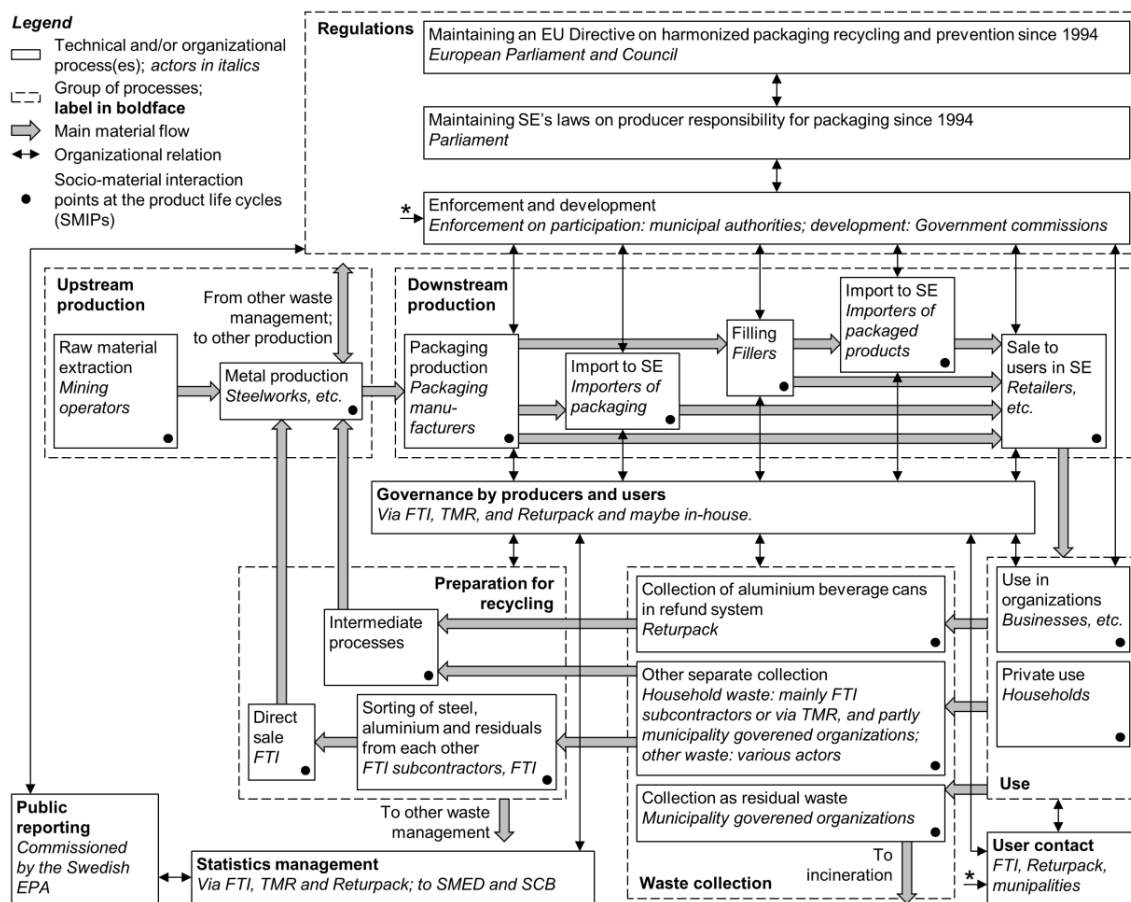 Legend
Technical and/or organizational
process(es); actors in italics
Group of processes;
label in boldface
Main material flow
Organizational relation
Socio-material interaction
points at the product life cycles
(SMIPs)
Regulations
Maintaining an EU Directive on harmonized packaging recycling and prevention since 1994
European Parliament and Council
Maintaining SE's laws on producer responsibility for packaging since 1994
Parliament
*
Enforcement and development
Enforcement on participation: municipal authorities; development: Government commissions
Upstream
production
From other waste
management;
to other production
Raw material
extraction
Mining
operators
Metal production
Steelworks, etc.
Downstream
production
Packaging
production
Packaging
manu-
facturers
Import to SE
Importers of
packaging
Filling
Fillers
Import to SE
Importers of
packaged
products
Sale to
users in SE
Retailers,
etc.
Governance by producers and users
Via FTI, TMR, and Returpack and maybe in-house.
Preparation for
recycling
Intermediate
processes
Direct
sale
FTI
Sorting of steel,
aluminium and residuals
from each other
FTI subcontractors, FTI
To other waste
management
Collection of aluminium beverage cans
in refund system
Returpack
Other separate collection
Household waste: mainly FTI
subcontractors or via TMR, and partly
municipality goverened organizations;
other waste: various actors
Collection as residual waste
Municipality goverened organizations
To
incineration
Waste collection
Use in
organizations
Businesses, etc.
Private use
Households
Use
Public
reporting
Commissioned
by the Swedish
EPA
Statistics management
Via FTI, TMR and Returpack; to SMED and SCB
User contact
FTI, Returpack,
munipalities
*